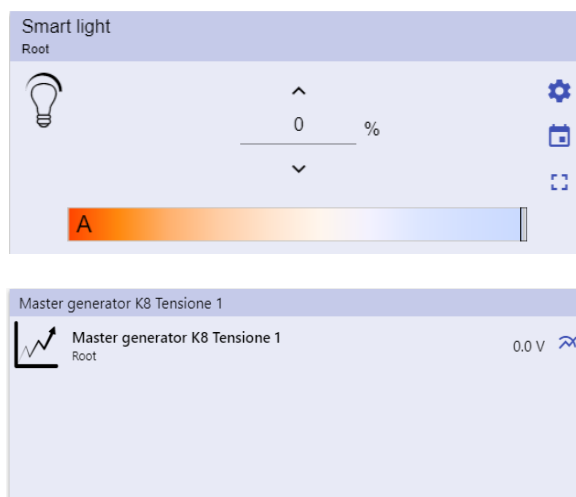 Smart light
Root
0 %
A
Master generator K8 Tensione 1
Master generator K8 Tensione 1
Root
0.0 V